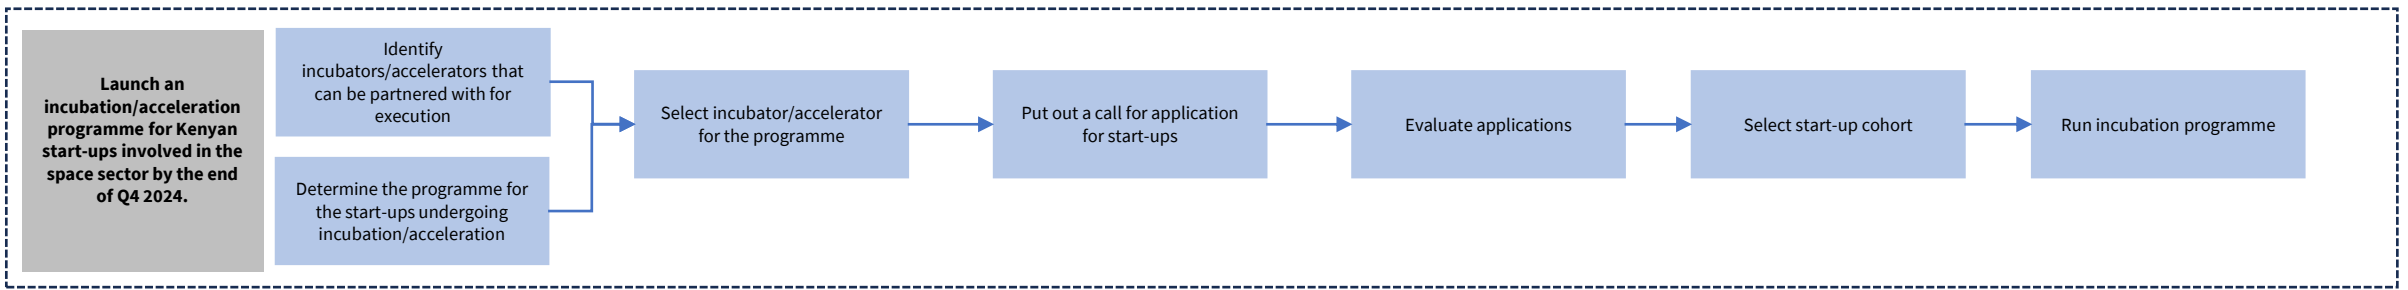 Launch an
incubation/acceleration
programme for Kenyan
start-ups involved in the
space sector by the end
of Q4 2024.
Identify
incubators/accelerators that
can be partnered with for
execution
Determine the programme for
the start-ups undergoing
incubation/acceleration
Select incubator/accelerator
for the programme
Put out a call for application
for start-ups
Evaluate applications
Select start-up cohort
Run incubation programme